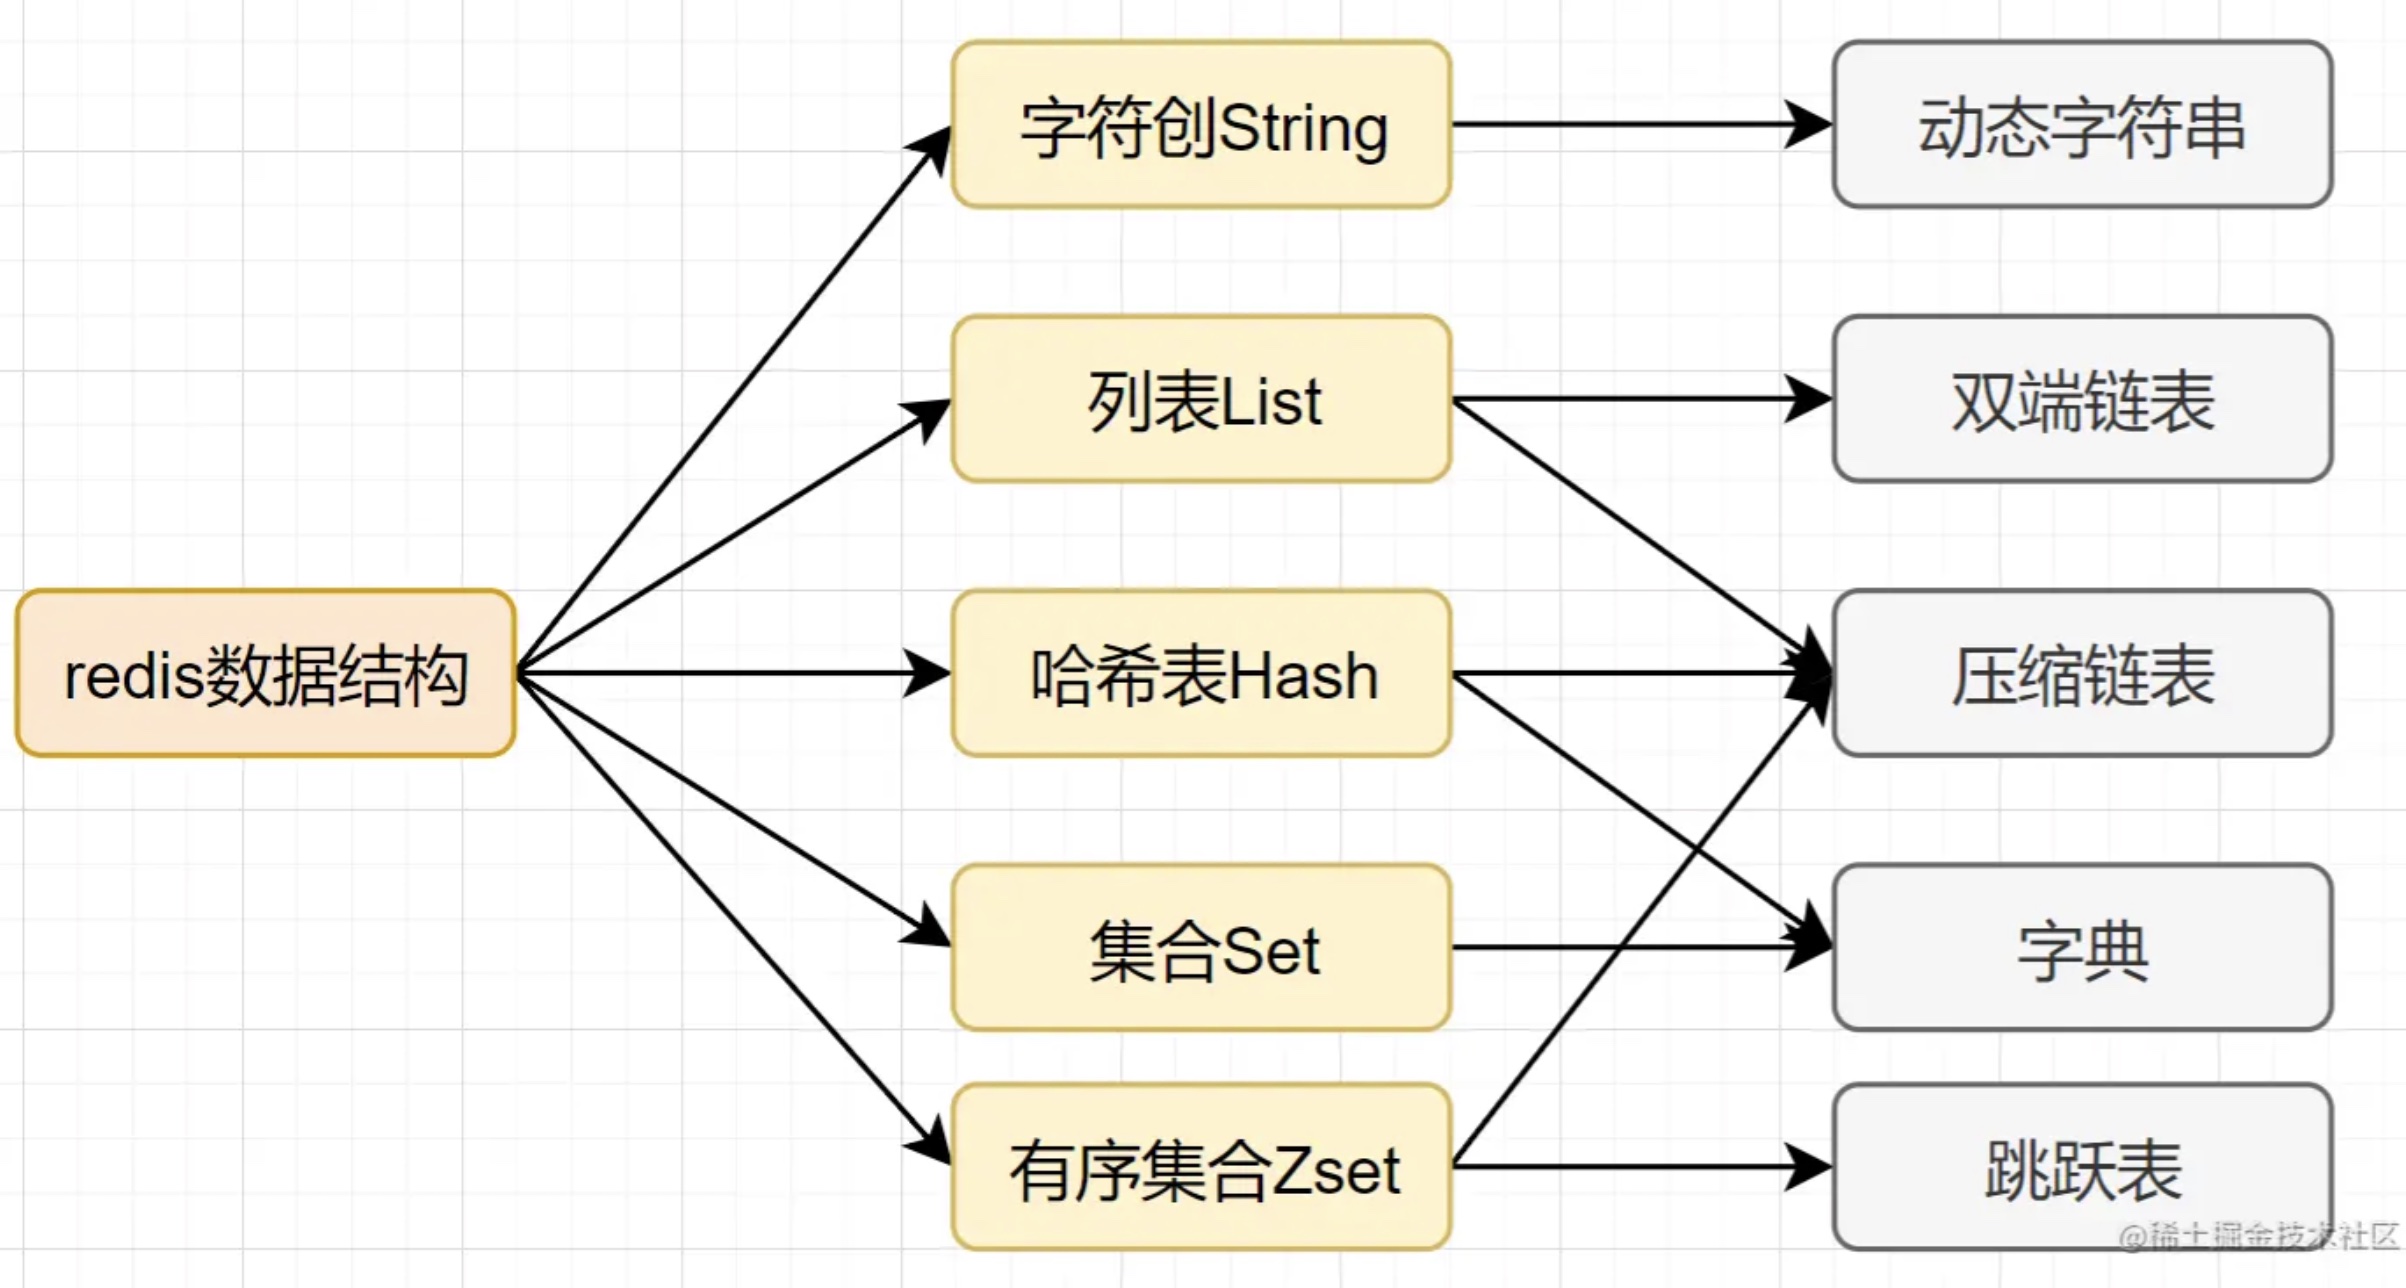 字符创String
动态字符串
列表List
双端链表
redis数据结构
哈希表Hash
压缩链表
集合Set
字典
有序集合Zset
跳跃表
@稀土掘金技术社区